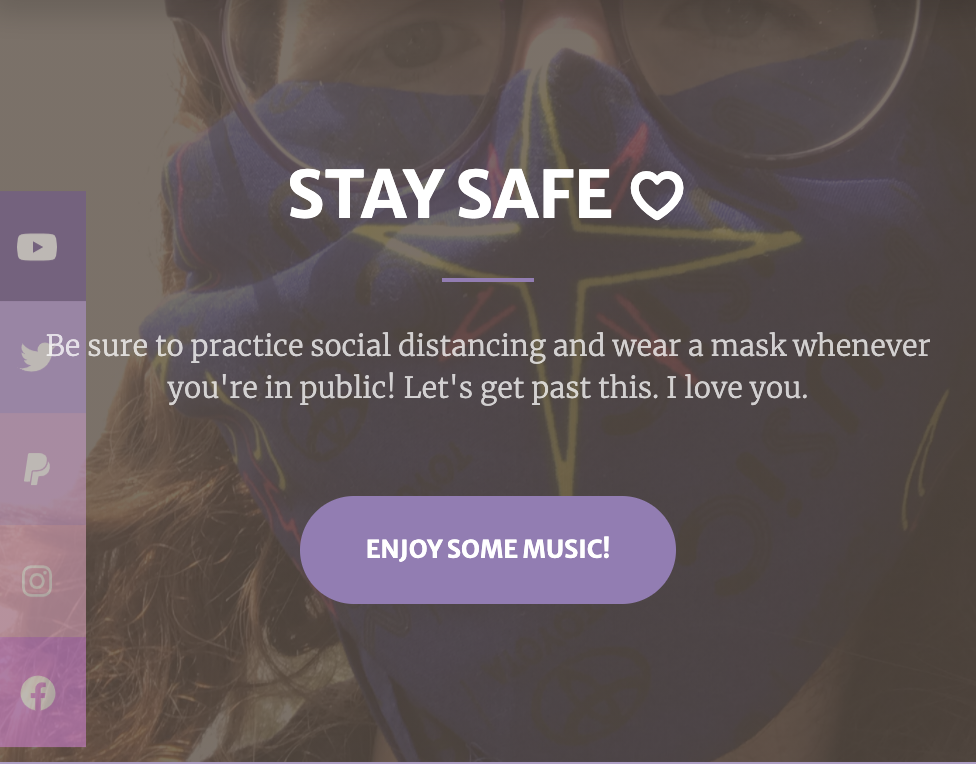 STAY SAFE ♡
Be sure to practice social distancing and wear a mask whenever
you're in public! Let's get past this. I love you.
ENJOY SOME MUSIC!